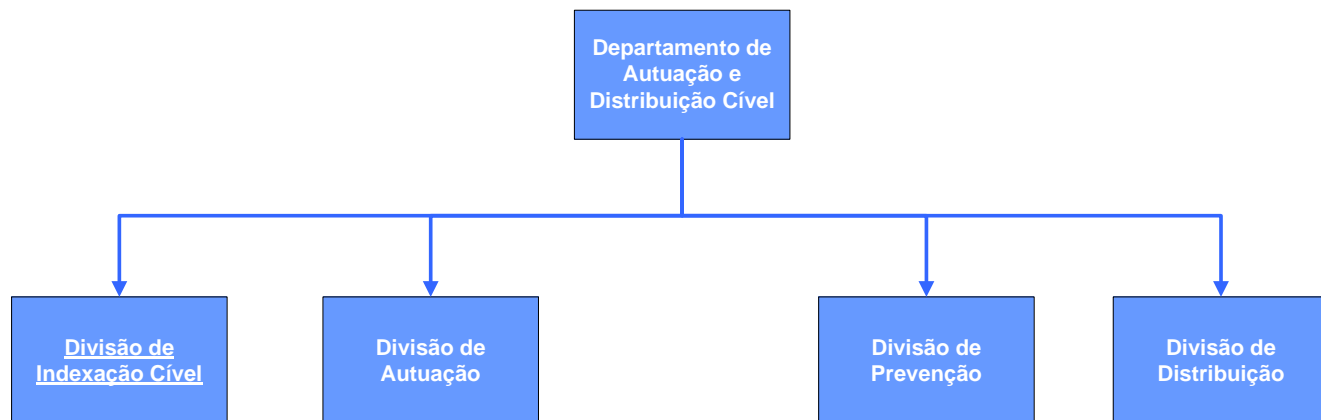 Departamento de
Autuação e
Distribuição Cível
Divisão de
Indexação Cível
Divisão de
Autuação
Divisão de
Prevenção
Divisão de
Distribuição